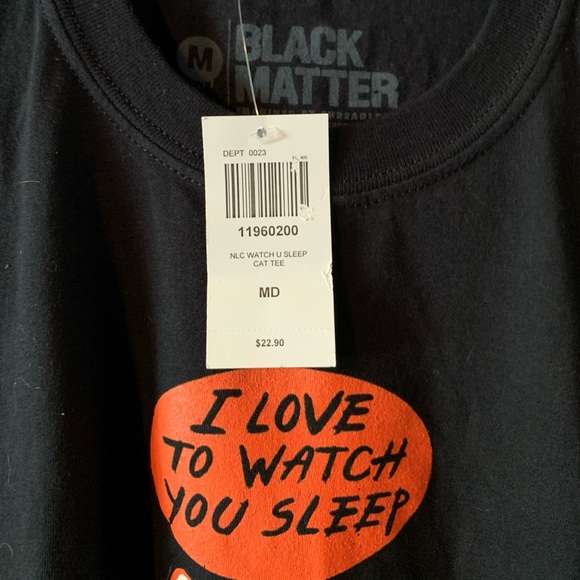 M
BLACK
MATTER
DEPT 0023
11960200
NLC WATCH U SLEEP
CAT TEE
MD
$22.90
I LOVE
TO WATCH
YOU SLEEP